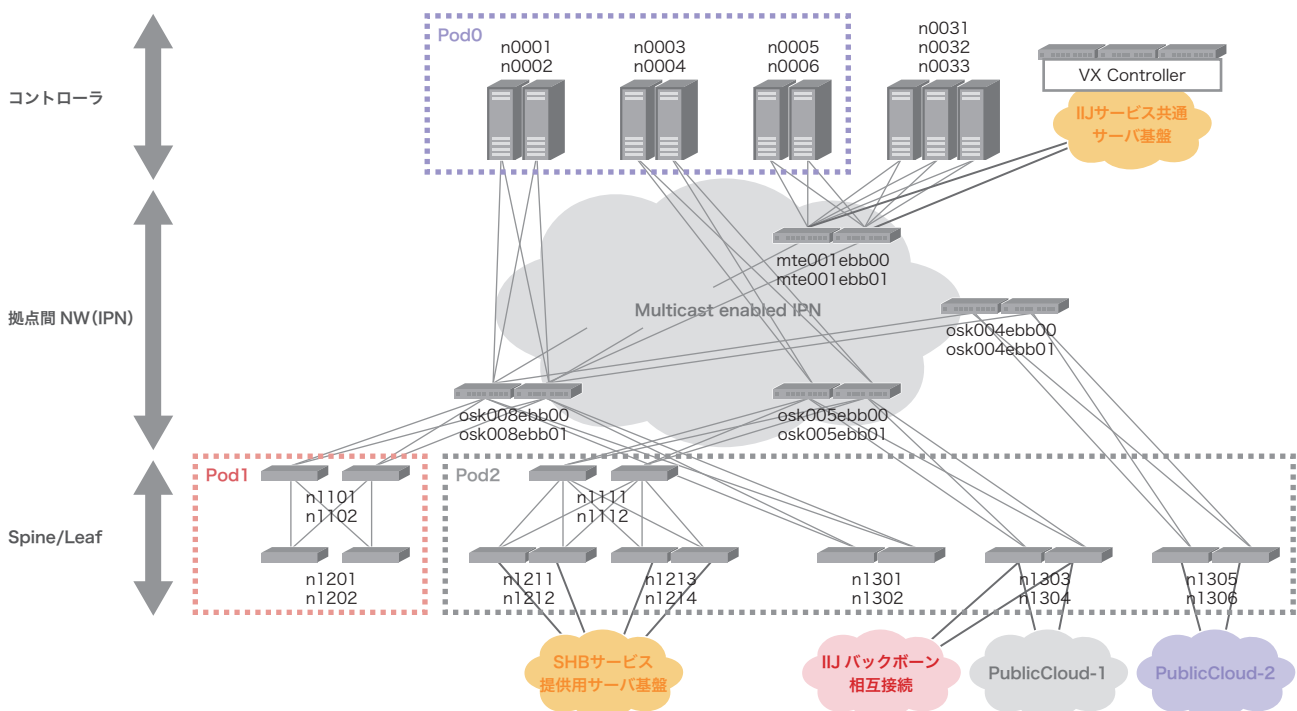 コントローラ
Pod0
n0001
n0002
n0003
n0004
n0005
n0006
n0031
n0032
n0033
VX Controller
IIJサービス共通
サーバ基盤
拠点間 NW(IPN)
mte001ebb00
mte001ebb01
Multicast enabled IPN
osk004ebb00
osk004ebb01
osk008ebb00
osk008ebb01
osk005ebb00
osk005ebb01
Spine/Leaf
Pod1
n1101
n1102
n1201
n1202
Pod2
n1111
n1112
n1211
n1212
n1213
n1214
n1301
n1302
n1303
n1304
n1305
n1306
SHBサービス
提供用サーバ基盤
IIJ バックボーン
相互接続
PublicCloud-1
PublicCloud-2